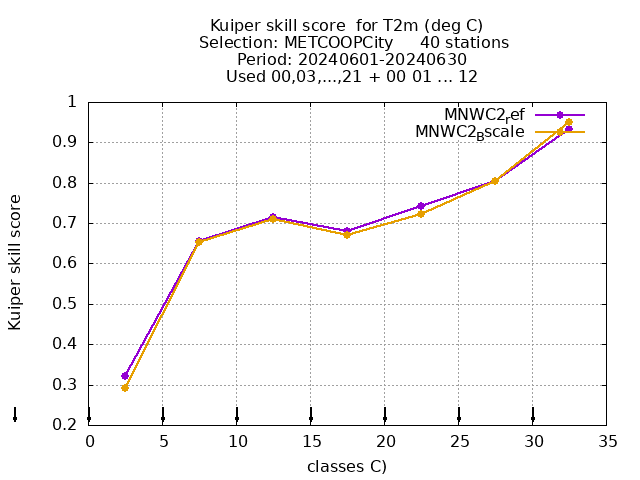 Kuiper skill score  for T2m (deg C)
Selection: METCOOPCity     40 stations
Period: 20240601-20240630
Used 00,03,...,21 + 00 01 ... 12
MNWC2ref
MNWC2Bscale
1
0.9
0.8
0.7
0.6
0.5
0.4
0.3
0.2
Kuiper skill score
0 5 10 15 20 25 30 35
classes C)